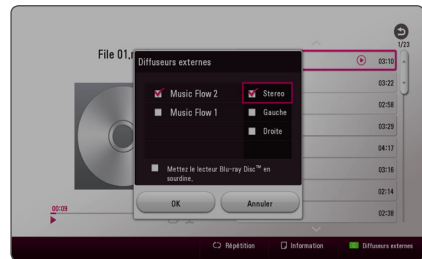 1/23
File 01.
03:10
Diffuseurs externes
Music Flow 2
Stereo
03:22
Music Flow 1
Gauche
02:58
Droite
03:29
04:17
Mettez le lecteur Blu-ray Disc™ en
sourdine.
03:16
OK
Annuler
02:14
00:09
02:38
Répétition
Information
Diffuseurs externes